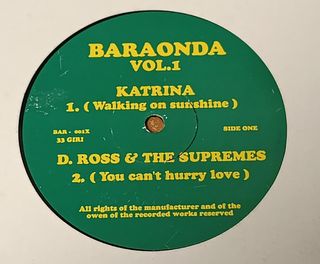 BARAONDA
VOL.1
KATRINA
1. ( Walking on sunshine )
BAR - 001X
33 GIRI
SIDE ONE
D. ROSS & THE SUPREMES
2. ( You can't hurry love )
All rights of the manufacturer and of the
owen of the recorded works reserved